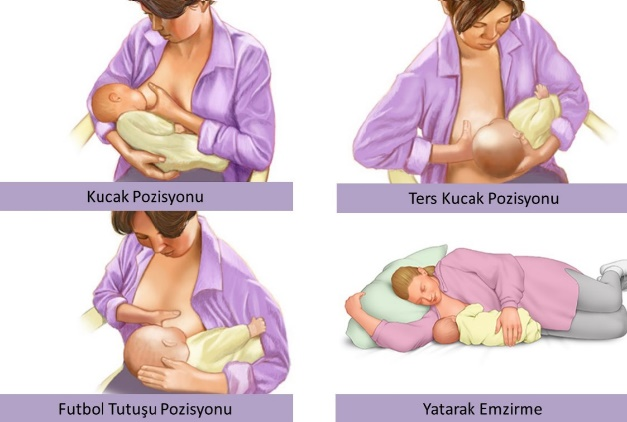 Kucak Pozisyonu
Ters Kucak Pozisyonu
Futbol Tutuşu Pozisyonu
Yatarak Emzirme